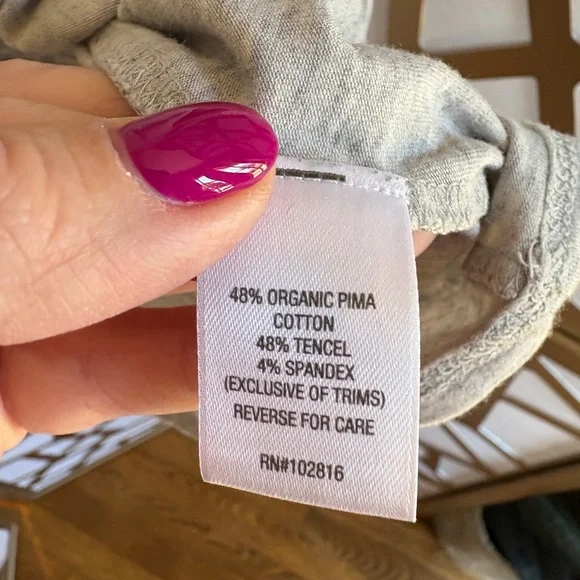 48% ORGANIC PIMA
COTTON
48% TENCEL
4% SPANDEX
(EXCLUSIVE OF TRIMS)
REVERSE FOR CARE
RN#102816